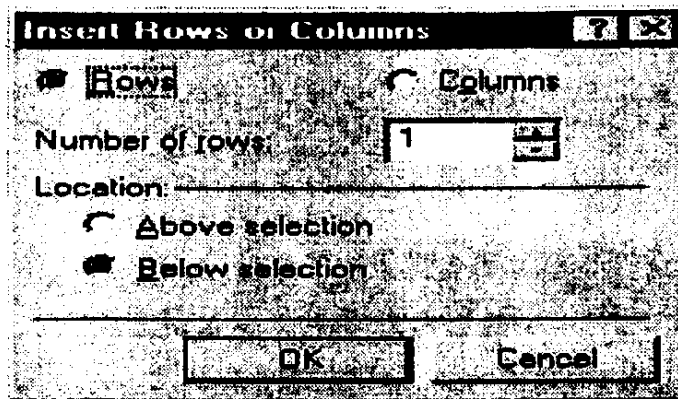 Insert Rows or Columns
Rows Columns
Number of rows: 1
Location:
Above selection
Below selection
OK Cancel